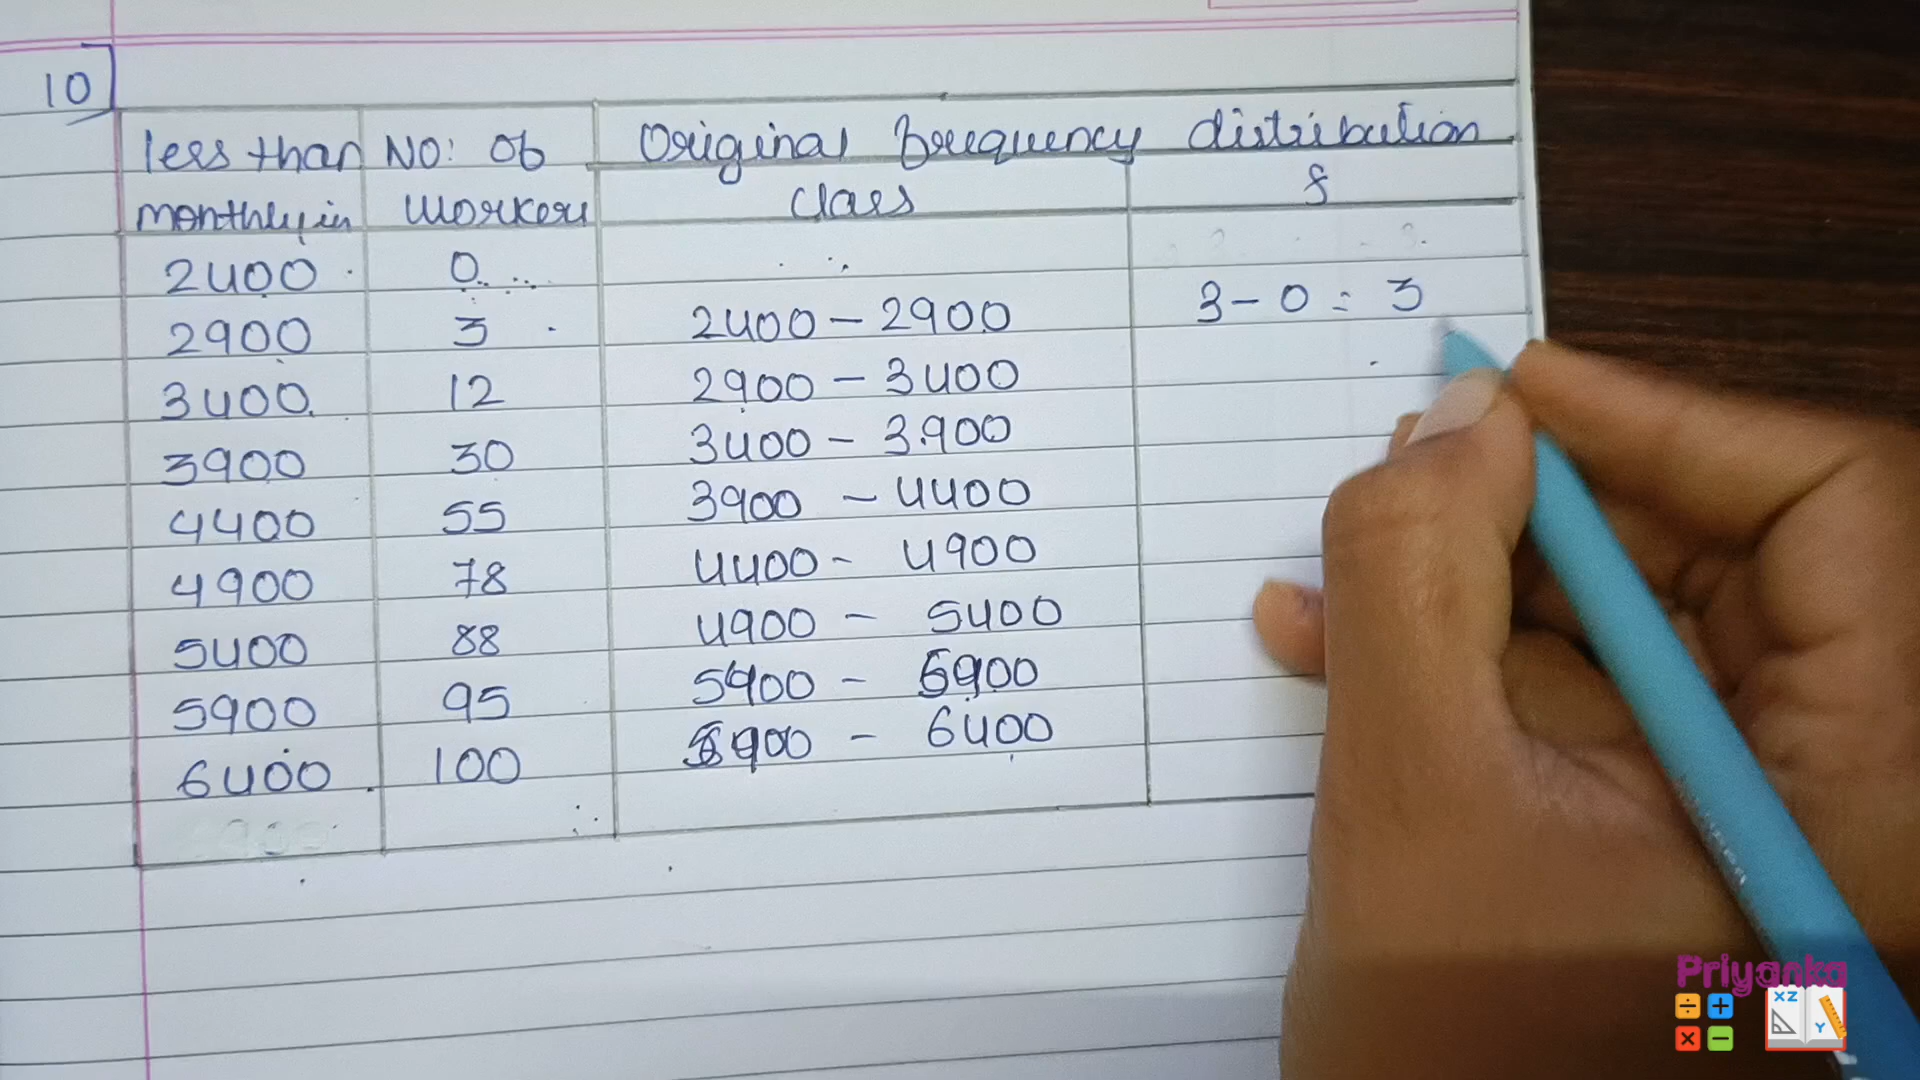 10
less than No: of Original frequency distribution
monthly in workers class f
2400 0
2900 3 2400 - 2900 3 - 0 = 3
3400 12 2900 - 3400
3900 30 3400 - 3900
4400 55 3900 - 4400
4900 78 4400 - 4900
5400 88 4900 - 5400
5900 95 5400 - 5900
6400 100 5900 - 6400
Priyanka
XZ
Y